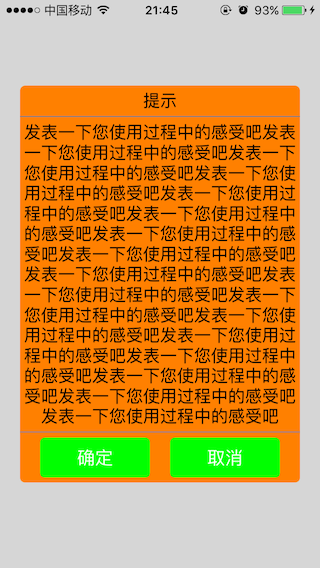 中国移动 21:45 93%
提示
发表一下您使用过程中的感受吧发表
一下您使用过程中的感受吧发表一下
您使用过程中的感受吧发表一下您使
用过程中的感受吧发表一下您使用过
程中的感受吧发表一下您使用过程中
的感受吧发表一下您使用过程中的感
受吧发表一下您使用过程中的感受吧
发表一下您使用过程中的感受吧发表
一下您使用过程中的感受吧发表一下
您使用过程中的感受吧发表一下您使
用过程中的感受吧发表一下您使用过
程中的感受吧发表一下您使用过程中
的感受吧发表一下您使用过程中的感
受吧发表一下您使用过程中的感受吧
发表一下您使用过程中的感受吧
确定 取消